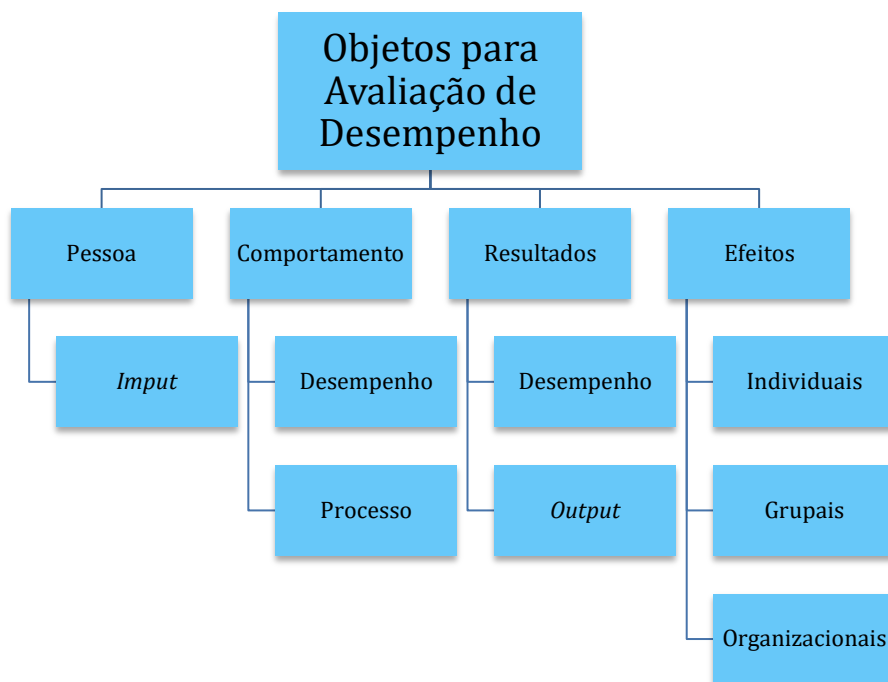 Objetos para
Avaliação de
Desempenho
Pessoa
Comportamento
Resultados
Efeitos
Imput
Desempenho
Desempenho
Individuais
Processo
Output
Grupais
Organizacionais